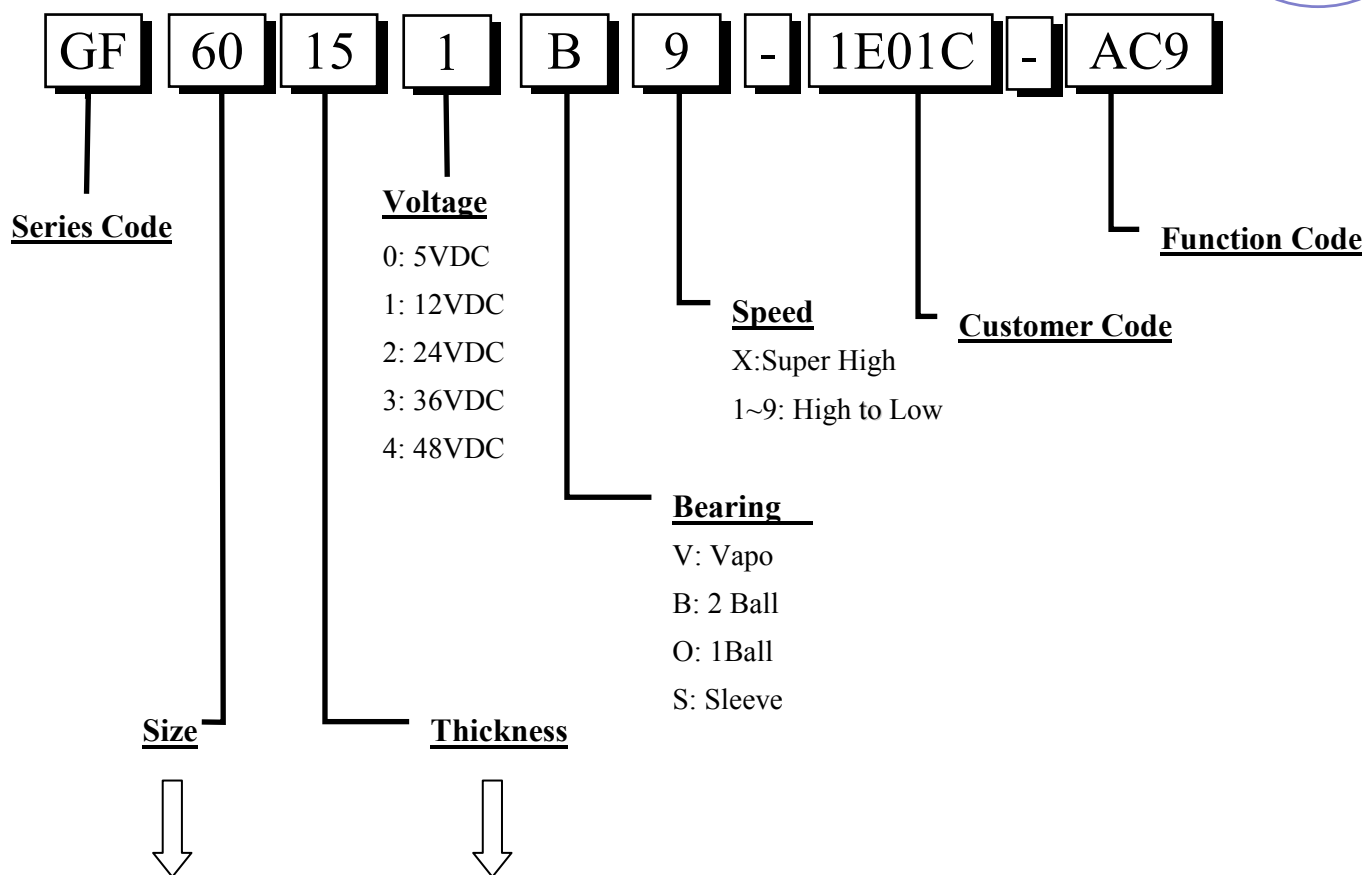 GF 60 15 1 B 9 - 1E01C - AC9
Series Code
Voltage
0: 5VDC
1: 12VDC
2: 24VDC
3: 36VDC
4: 48VDC
Function Code
Speed
X:Super High
1~9: High to Low
Customer Code
Bearing
V: Vapo
B: 2 Ball
O: 1Ball
S: Sleeve
Size
Thickness